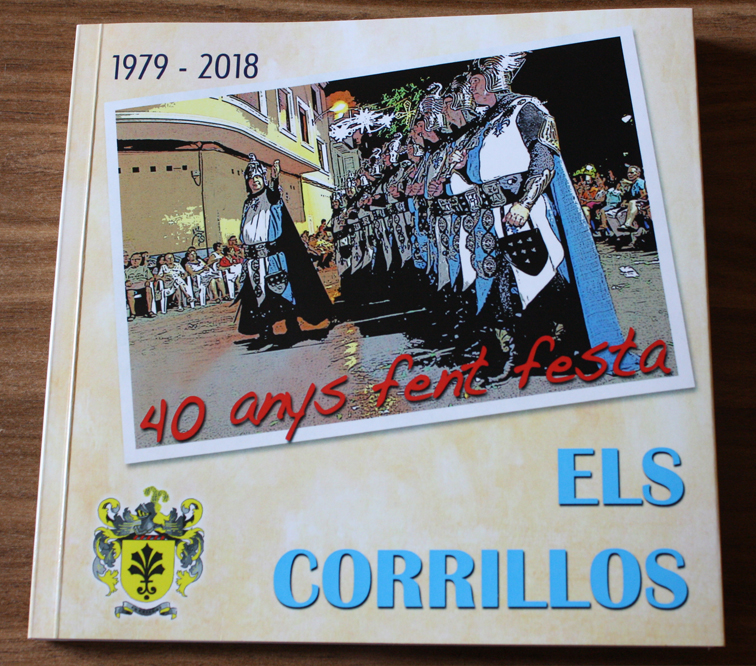 1979 - 2018
40 anys fent festa
ELS
CORRILLOS